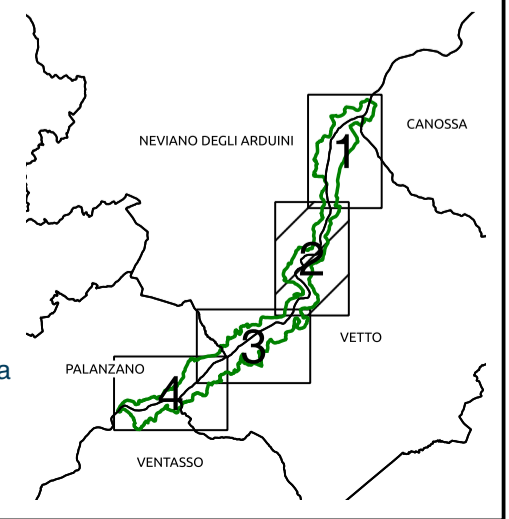 CANOSSA
NEVIANO DEGLI ARDUINI
1
2
VETTO
3
a
PALANZANO
4
VENTASSO